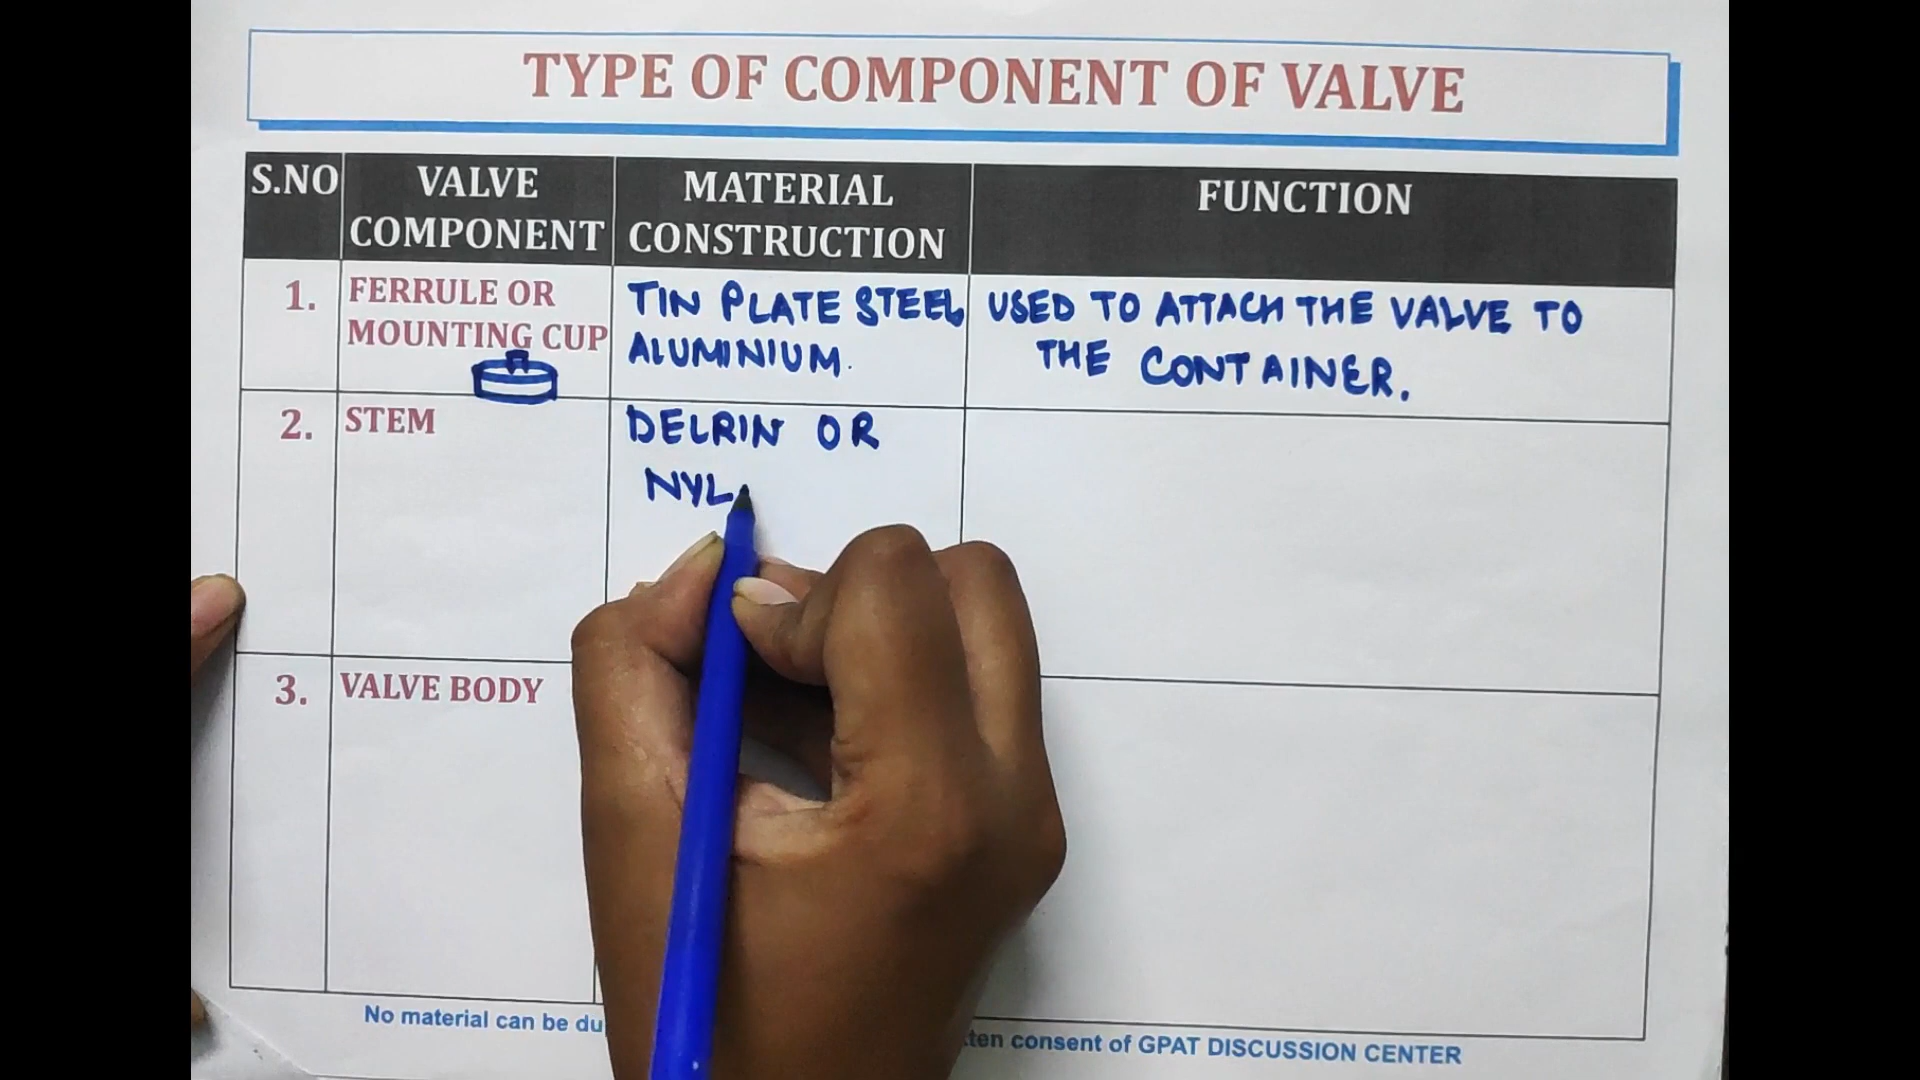 TYPE OF COMPONENT OF VALVE
S.NO
VALVE
COMPONENT
MATERIAL
CONSTRUCTION
FUNCTION
1.
FERRULE OR
MOUNTING CUP
TIN PLATE STEEL
ALUMINIUM.
USED TO ATTACH THE VALVE TO
THE CONTAINER.
2.
STEM
DELRIN OR
NYL
3.
VALVE BODY
No material can be du
ten consent of GPAT DISCUSSION CENTER